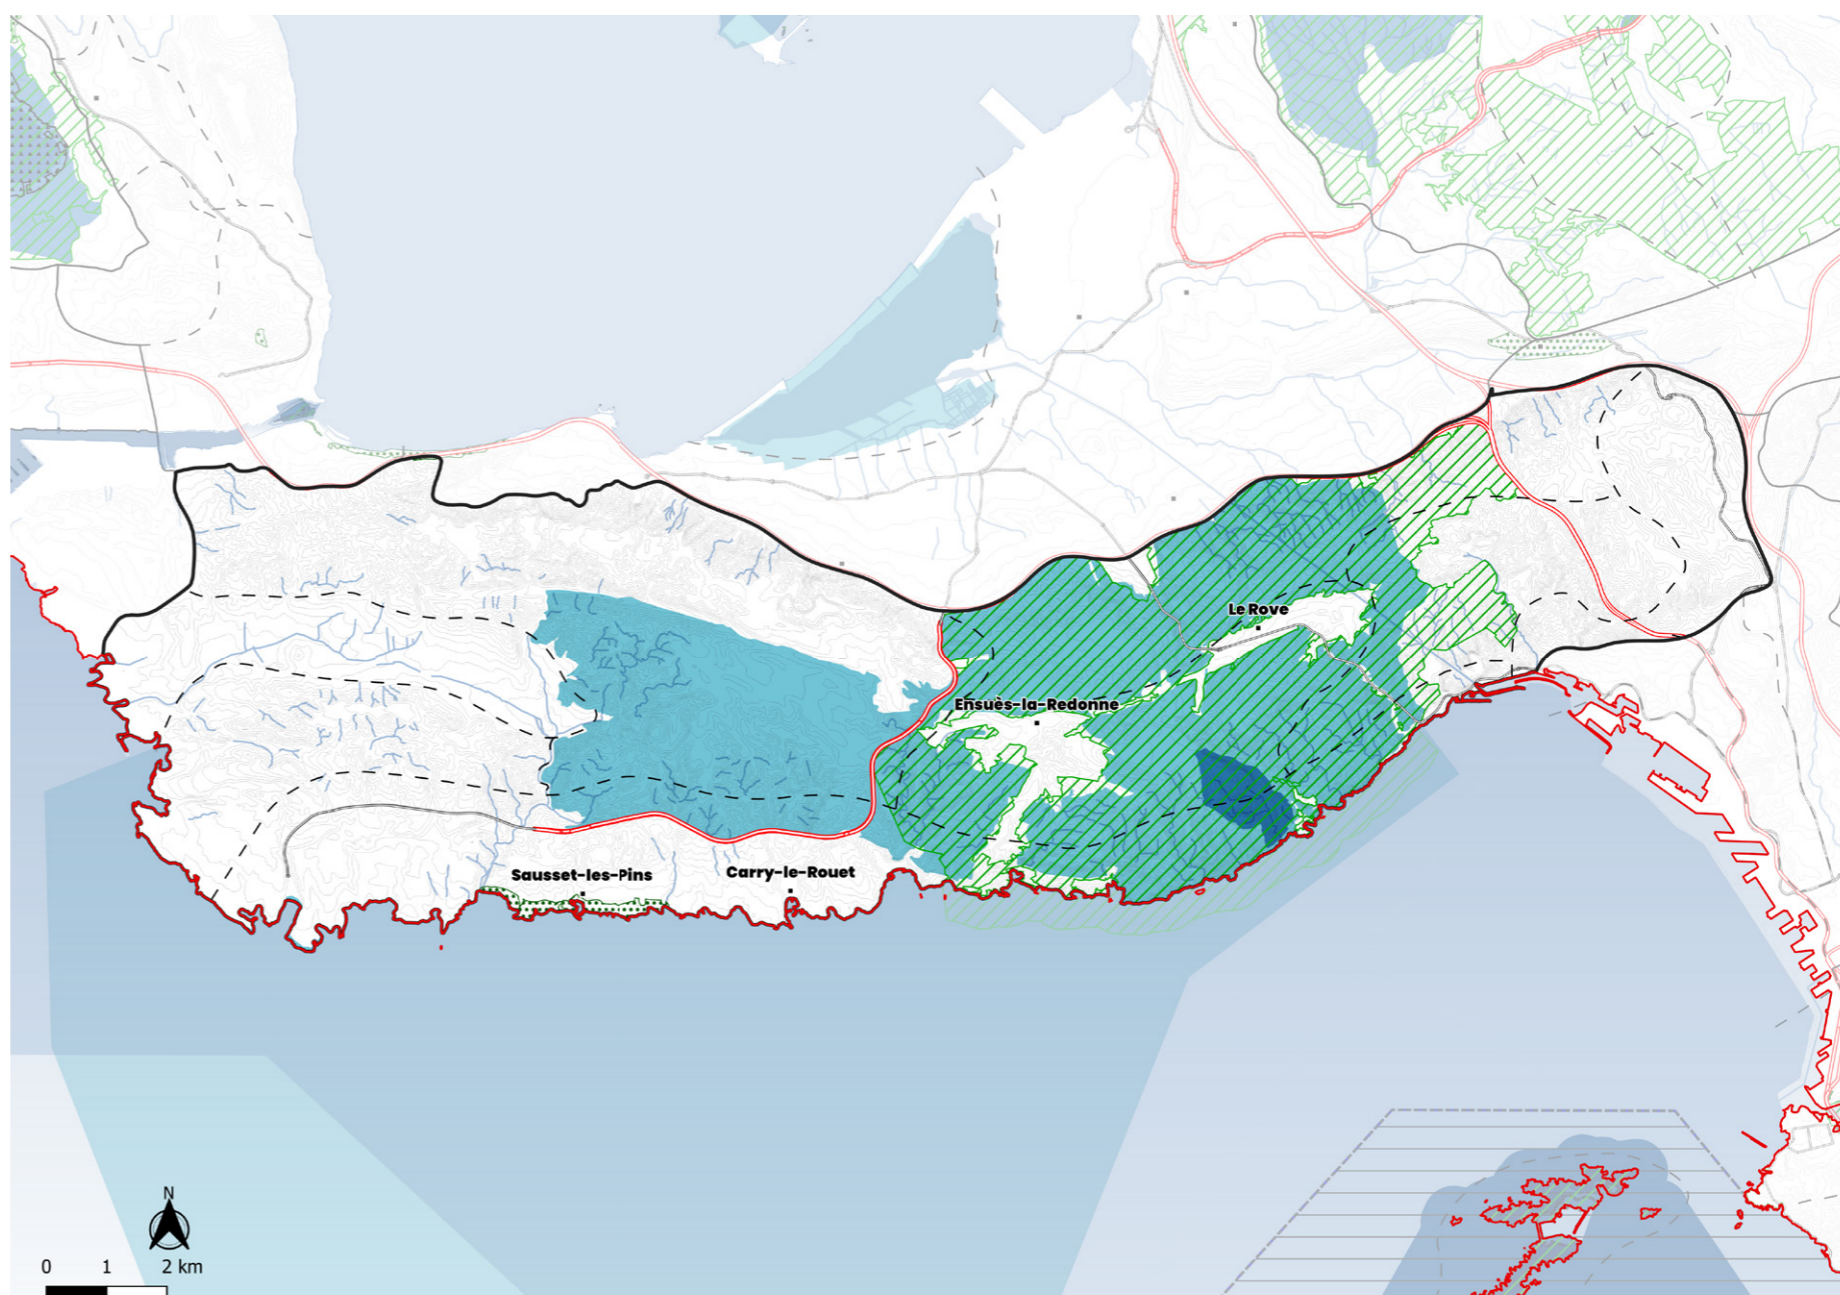 Le Rove
Ensuès-la-Redonne
Sausset-les-Pins
Carry-le-Rouet
N
0 1 2 km